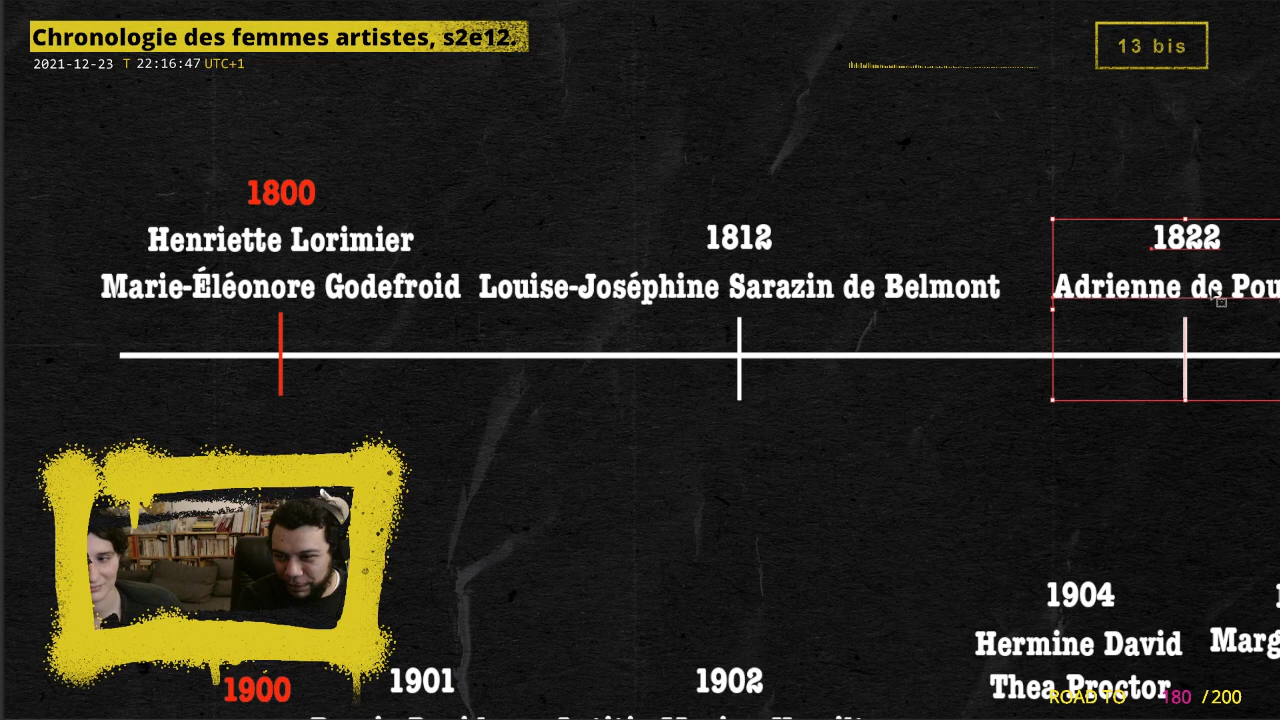 Chronologie des femmes artistes, s2e12.
2021-12-23 T 22:16:47 UTC+1
13 bis
1800
Henriette Lorimier
Marie-Éléonore Godefroid
1812
Louise-Joséphine Sarazin de Belmont
1822
Adrienne de Pou
1900
1901
1902
1904
Hermine David
Thea Proctor
Marg
ROAD TO 180 / 200